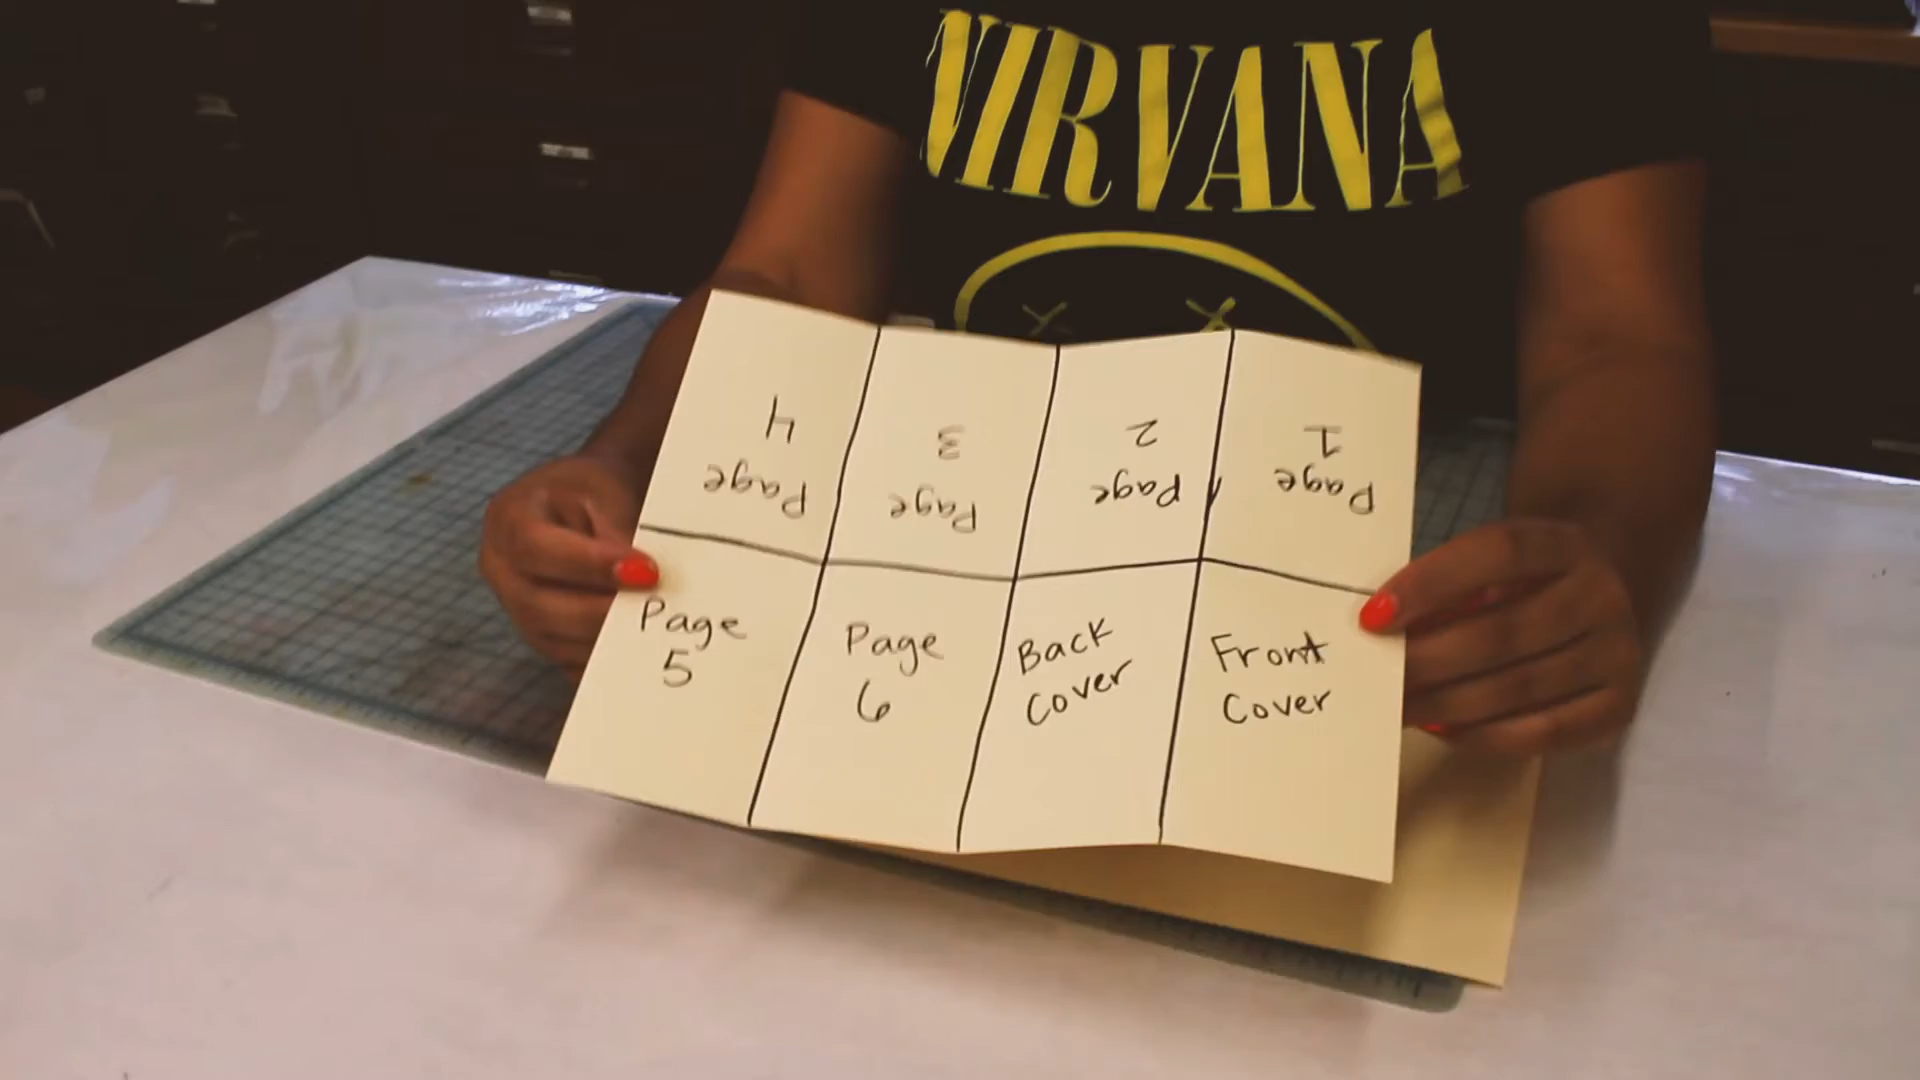 NIRVANA
4
Page
3
Page
2
Page
1
Page
Page
5
Page
6
Back
Cover
Front
Cover